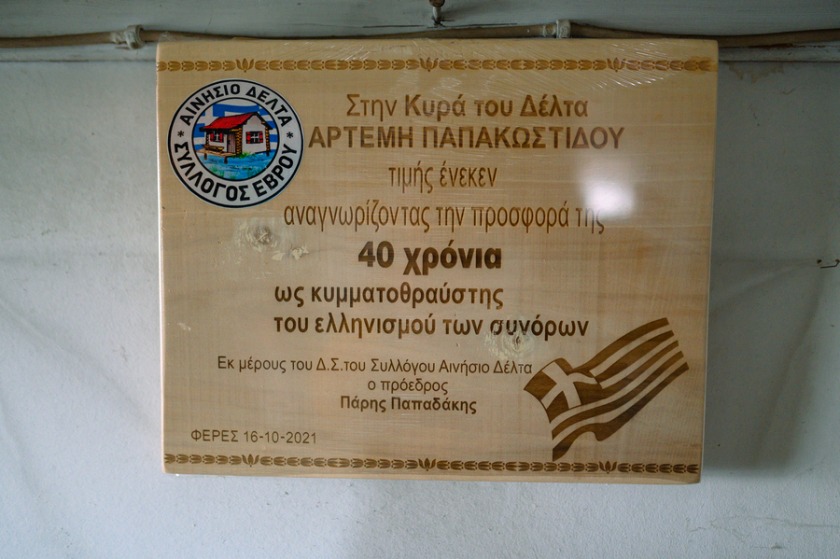 ΑΙΝΗΣΙΟ ΔΕΛΤΑ
ΣΥΛΛΟΓΟΣ ΕΒΡΟΥ
Στην Κυρά του Δέλτα
ΑΡΤΕΜΗ ΠΑΠΑΚΩΣΤΙΔΟΥ
τιμής ένεκεν
αναγνωρίζοντας την προσφορά της
40 χρόνια
ως κυμματοθραύστης
του ελληνισμού των συνόρων
Εκ μέρους του Δ.Σ.του Συλλόγου Αινήσιο Δέλτα
ο πρόεδρος
Πάρης Παπαδάκης
ΦΕΡΕΣ 16-10-2021